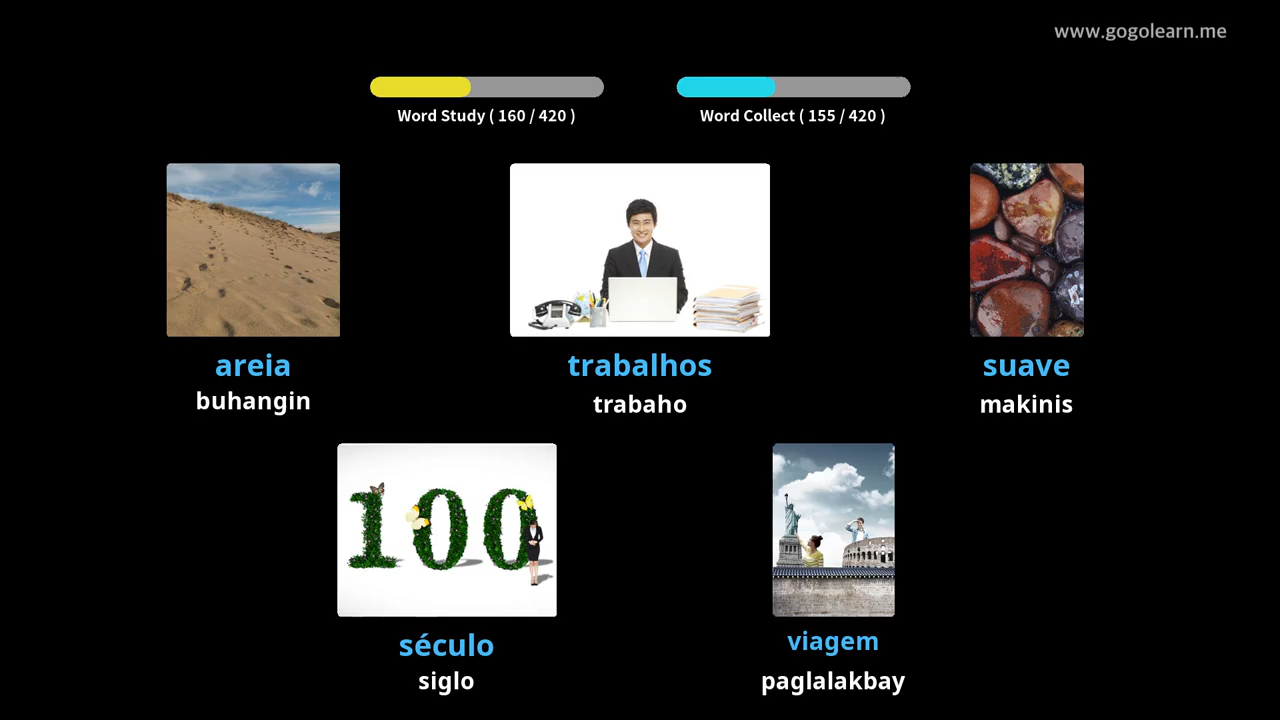 www.gogolearn.me
Word Study ( 160 / 420 )
Word Collect ( 155 / 420 )
areia
buhangin
trabalhos
trabaho
suave
makinis
100
século
siglo
viagem
paglalakbay